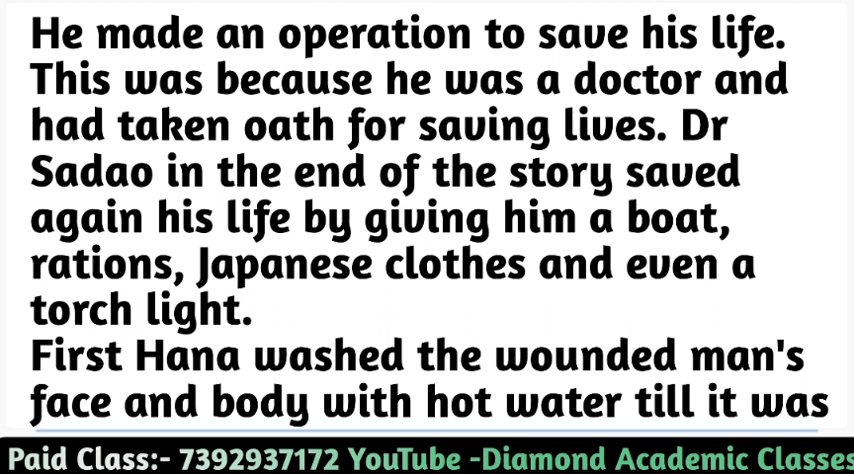 He made an operation to save his life.
This was because he was a doctor and
had taken oath for saving lives. Dr
Sadao in the end of the story saved
again his life by giving him a boat,
rations, Japanese clothes and even a
torch light.
First Hana washed the wounded man's
face and body with hot water till it was
Paid Class:- 7392937172 YouTube -Diamond Academic Classes